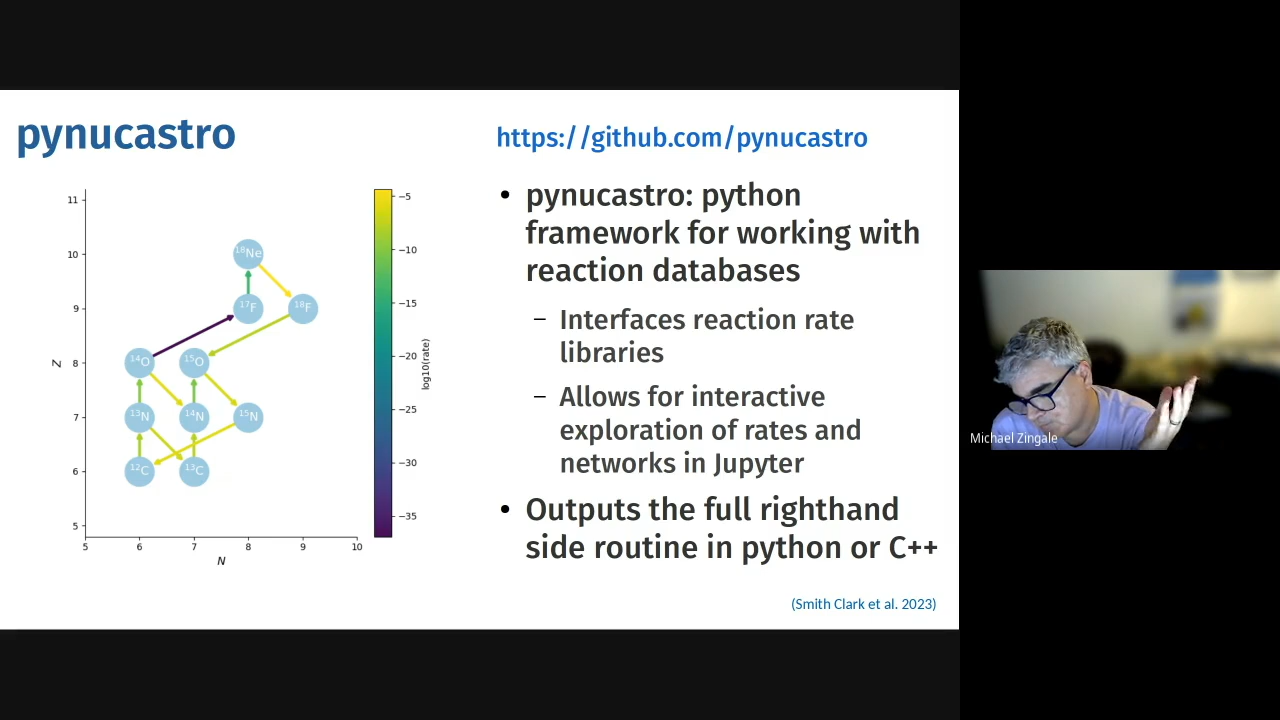 pynucastro
https://github.com/pynucastro
11
10
9
8
7
6
5
Z
5
6
7
8
9
10
N
¹⁸Ne
¹⁷F
¹⁸F
¹⁴O
¹⁵O
¹³N
¹⁴N
¹⁵N
¹²C
¹³C
−5
−10
−15
−20
−25
−30
−35
log10(rate)
• pynucastro: python
framework for working with
reaction databases
– Interfaces reaction rate
libraries
– Allows for interactive
exploration of rates and
networks in Jupyter
• Outputs the full righthand
side routine in python or C++
(Smith Clark et al. 2023)
Michael Zingale